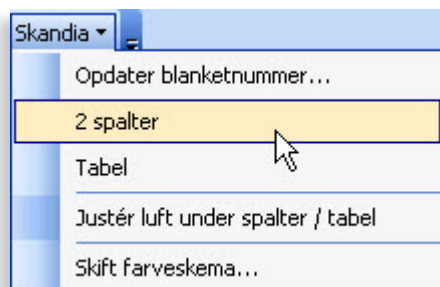 Skandia
Opdater blanketnummer...
2 spalter
Tabel
Justér luft under spalter / tabel
Skift farveskema...